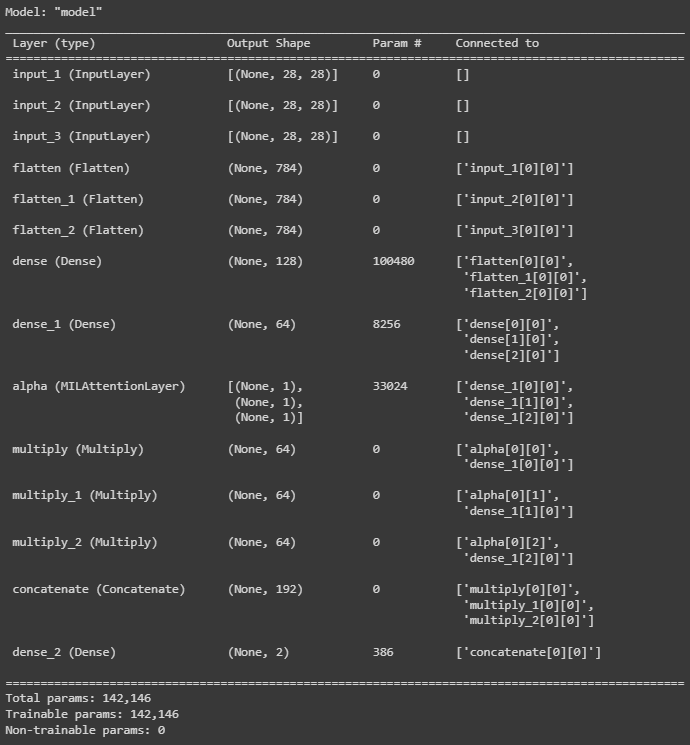 Model: "model"
Layer (type) Output Shape Param # Connected to
input_1 (InputLayer) [(None, 28, 28)] 0 []
input_2 (InputLayer) [(None, 28, 28)] 0 []
input_3 (InputLayer) [(None, 28, 28)] 0 []
flatten (Flatten) (None, 784) 0 ['input_1[0][0]']
flatten_1 (Flatten) (None, 784) 0 ['input_2[0][0]']
flatten_2 (Flatten) (None, 784) 0 ['input_3[0][0]']
dense (Dense) (None, 128) 100480 ['flatten[0][0]',
'flatten_1[0][0]',
'flatten_2[0][0]']
dense_1 (Dense) (None, 64) 8256 ['dense[0][0]',
'dense[1][0]',
'dense[2][0]']
alpha (MILAttentionLayer) [(None, 1), 33024 ['dense_1[0][0]',
(None, 1), 'dense_1[1][0]',
(None, 1)] 'dense_1[2][0]']
multiply (Multiply) (None, 64) 0 ['alpha[0][0]',
'dense_1[0][0]']
multiply_1 (Multiply) (None, 64) 0 ['alpha[0][1]',
'dense_1[1][0]']
multiply_2 (Multiply) (None, 64) 0 ['alpha[0][2]',
'dense_1[2][0]']
concatenate (Concatenate) (None, 192) 0 ['multiply[0][0]',
'multiply_1[0][0]',
'multiply_2[0][0]']
dense_2 (Dense) (None, 2) 386 ['concatenate[0][0]']
Total params: 142,146
Trainable params: 142,146
Non-trainable params: 0